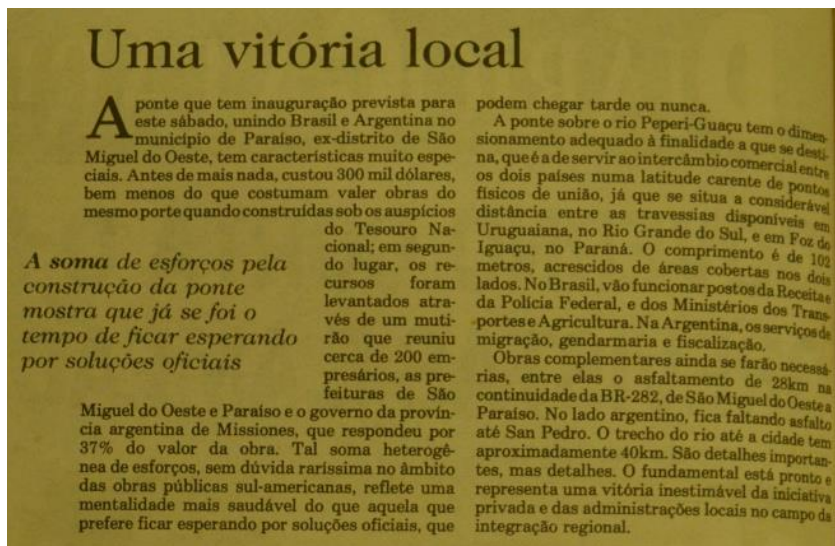 Uma vitória local
A ponte que tem inauguração prevista para
este sábado, unindo Brasil e Argentina no
município de Paraíso, ex-distrito de São
Miguel do Oeste, tem características muito espe-
ciais. Antes de mais nada, custou 300 mil dólares,
bem menos do que costumam valer obras do
mesmo porte quando construídas sob os auspícios
do Tesouro Na-
cional; em segun-
do lugar, os re-
cursos foram
levantados atra-
vés de um muti-
rão que reuniu
cerca de 200 em-
presários, as pre-
feituras de São
Miguel do Oeste e Paraíso e o governo da provín-
cia argentina de Missiones, que respondeu por
37% do valor da obra. Tal soma heterogê-
nea de esforços, sem dúvida raríssima no âmbito
das obras públicas sul-americanas, reflete uma
mentalidade mais saudável do que aquela que
prefere ficar esperando por soluções oficiais, que
A soma de esforços pela
construção da ponte
mostra que já se foi o
tempo de ficar esperando
por soluções oficiais
podem chegar tarde ou nunca.
A ponte sobre o rio Peperi-Guaçu tem o dimen-
sionamento adequado à finalidade a que se desti-
na, que é a de servir ao intercâmbio comercial entre
os dois países numa latitude carente de pontos
físicos de união, já que se situa a considerável
distância entre as travessias disponíveis em
Uruguaiana, no Rio Grande do Sul, e em Foz do
Iguaçu, no Paraná. O comprimento é de 102
metros, acrescidos de áreas cobertas nos dois
lados. No Brasil, vão funcionar postos da Receita e
da Polícia Federal, e dos Ministérios dos Trans-
portes e Agricultura. Na Argentina, os serviços de
migração, gendarmaria e fiscalização.
Obras complementares ainda se farão necessá-
rias, entre elas o asfaltamento de 28km na
continuidade da BR-282, de São Miguel do Oeste a
Paraíso. No lado argentino, fica faltando asfalto
até San Pedro. O trecho do rio até a cidade tem
aproximadamente 40km. São detalhes importan-
tes, mas detalhes. O fundamental está pronto e
representa uma vitória inestimável da iniciativa
privada e das administrações locais no campo da
integração regional.